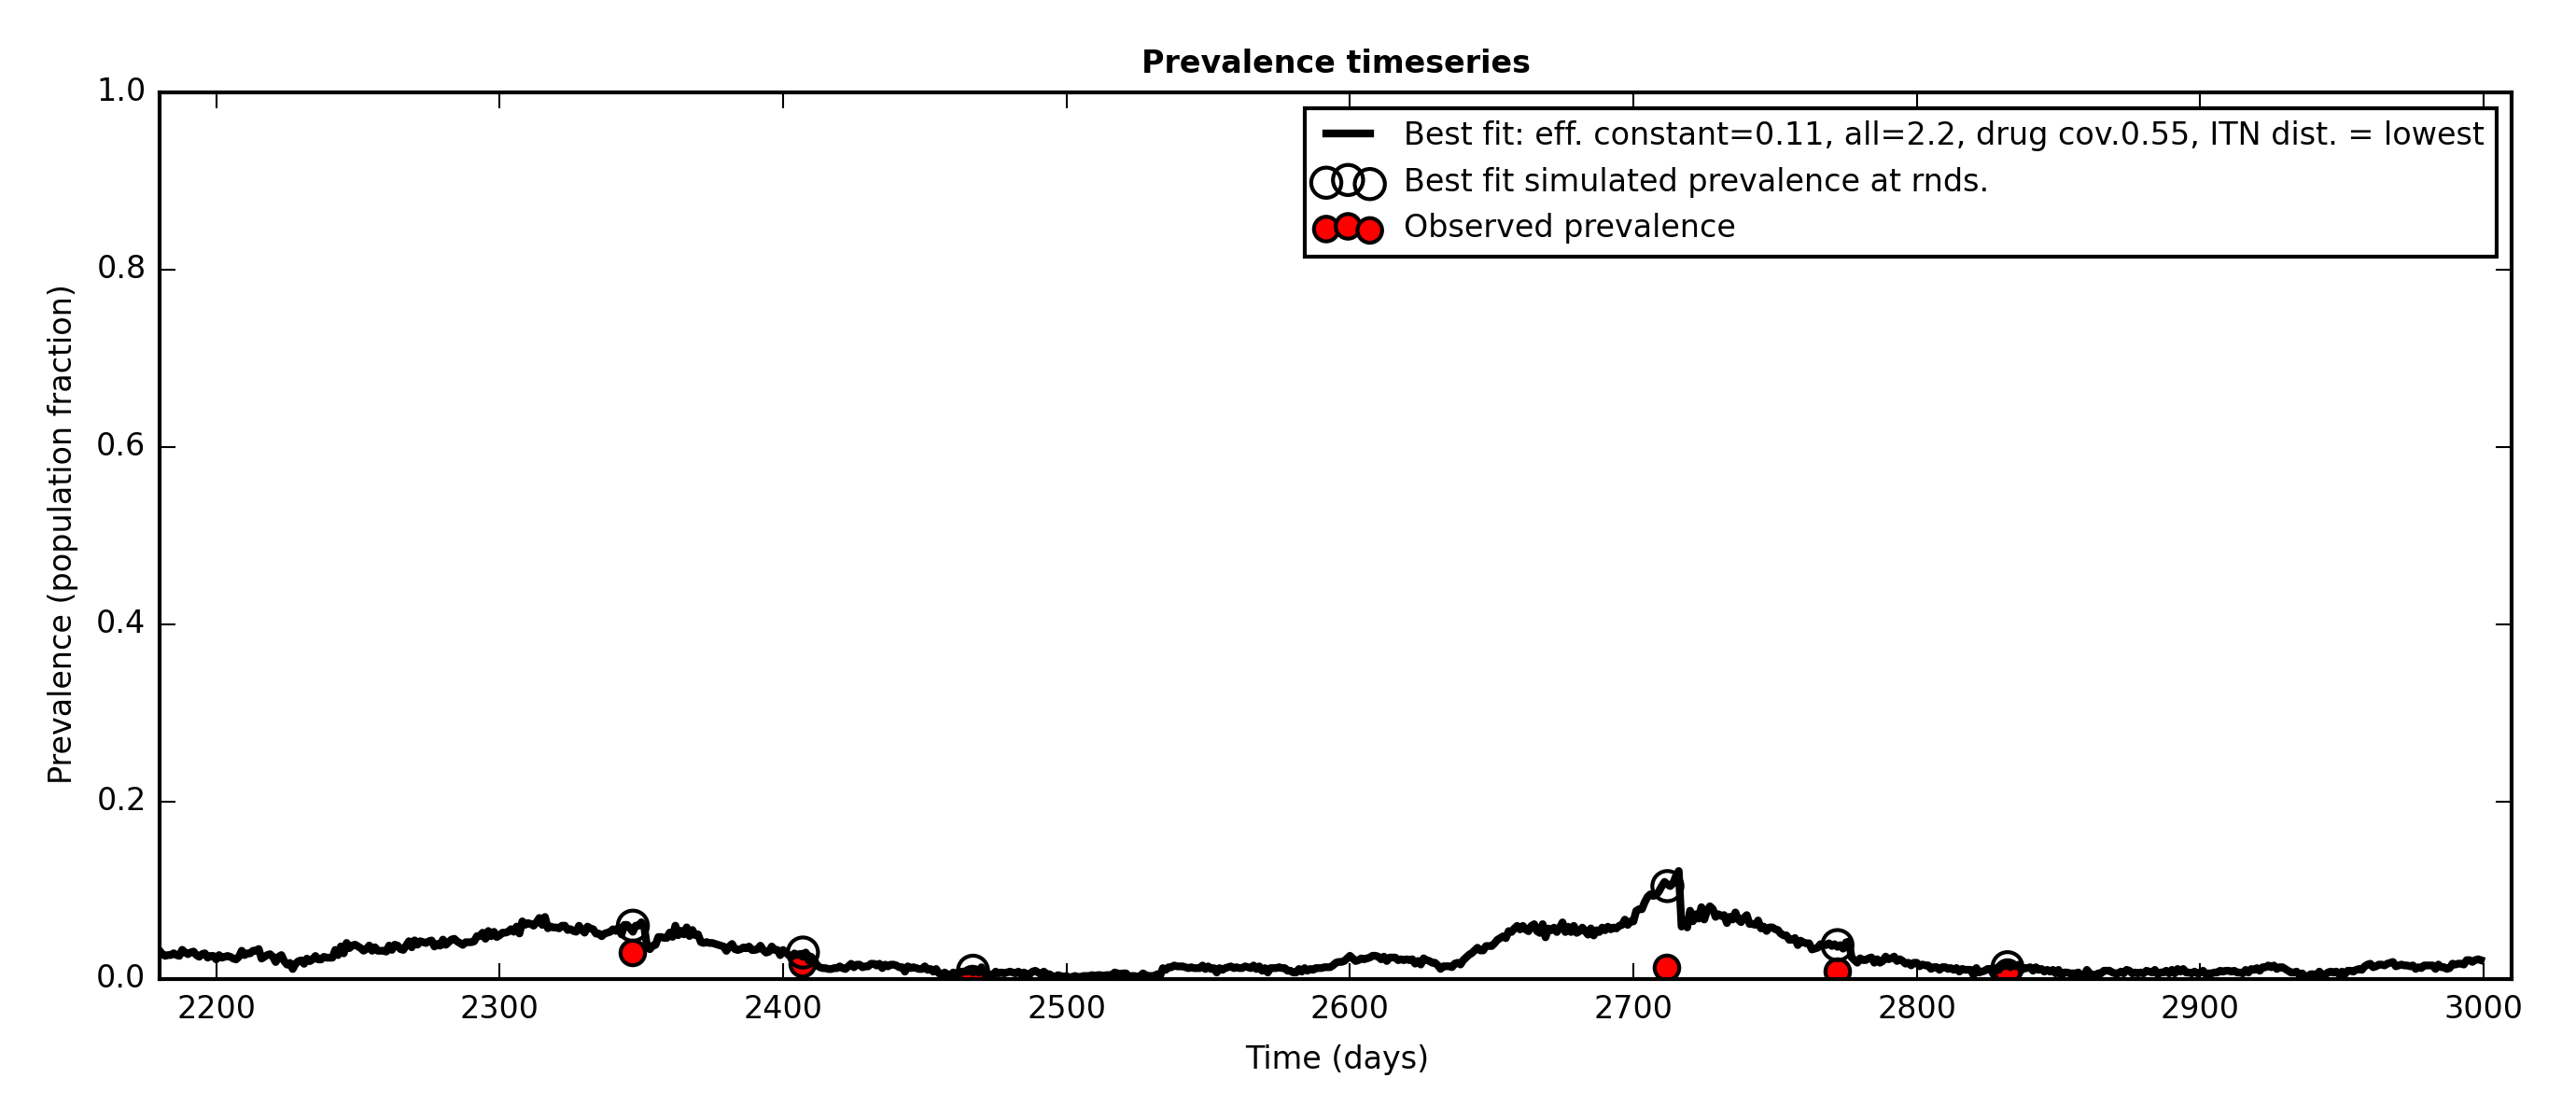 Prevalence timeseries
1.0
0.8
0.6
0.4
0.2
0.0
Prevalence (population fraction)
Best fit: eff. constant=0.11, all=2.2, drug cov.0.55, ITN dist. = lowest
Best fit simulated prevalence at rnds.
Observed prevalence
2200 2300 2400 2500 2600 2700 2800 2900 3000
Time (days)